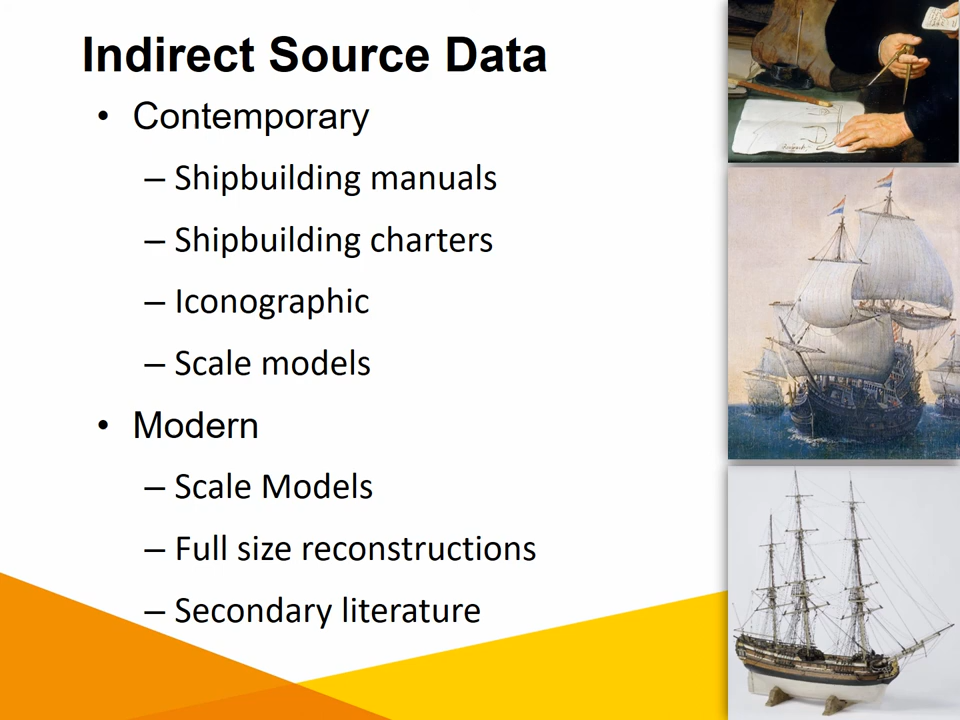 Indirect Source Data
• Contemporary
– Shipbuilding manuals
– Shipbuilding charters
– Iconographic
– Scale models
• Modern
– Scale Models
– Full size reconstructions
– Secondary literature